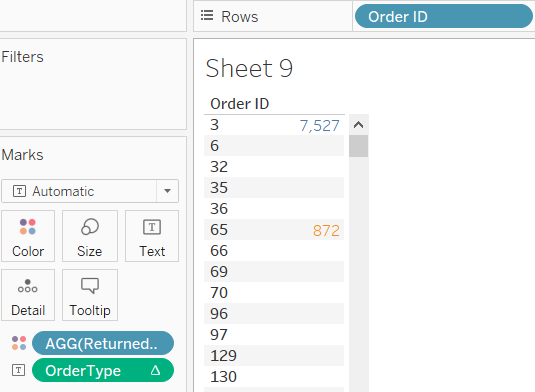 Rows
Order ID
Filters
Sheet 9
Order ID
3 7,527
6
32
35
36
65 872
66
69
70
96
97
129
130
Marks
T Automatic
Color Size T Text
Detail Tooltip
AGG(Returned..
T OrderType Δ